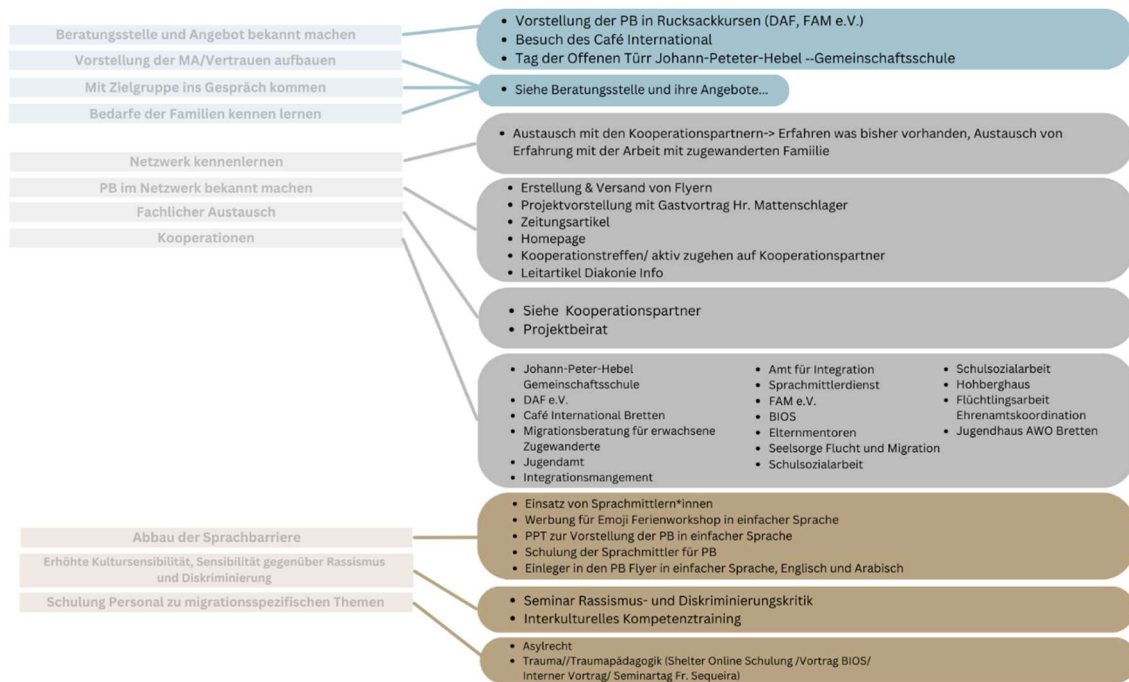 Beratungsstelle und Angebot bekannt machen
Vorstellung der MA/Vertrauen aufbauen
Mit Zielgruppe ins Gespräch kommen
Bedarfe der Familien kennen lernen
• Vorstellung der PB in Rucksackkursen (DAF, FAM e.V.)
• Besuch des Café International
• Tag der Offenen Türr Johann-Peteter-Hebel --Gemeinschaftsschule
• Siehe Beratungsstelle und ihre Angebote...
Netzwerk kennenlernen
PB im Netzwerk bekannt machen
Fachlicher Austausch
Kooperationen
• Austausch mit den Kooperationspartnern-> Erfahren was bisher vorhanden, Austausch von
Erfahrung mit der Arbeit mit zugewanderten Famiilie
• Erstellung & Versand von Flyern
• Projektvorstellung mit Gastvortrag Hr. Mattenschlager
• Zeitungsartikel
• Homepage
• Kooperationstreffen/ aktiv zugehen auf Kooperationspartner
• Leitartikel Diakonie Info
• Siehe Kooperationspartner
• Projektbeirat
• Johann-Peter-Hebel
Gemeinschaftsschule
• DAF e.V.
• Café International Bretten
• Migrationsberatung für erwachsene
Zugewanderte
• Jugendamt
• Integrationsmangement
• Amt für Integration
• Sprachmittlerdienst
• FAM e.V.
• BIOS
• Elternmentoren
• Seelsorge Flucht und Migration
• Schulsozialarbeit
• Schulsozialarbeit
• Hohberghaus
• Flüchtlingsarbeit
Ehrenamtskoordination
• Jugendhaus AWO Bretten
Abbau der Sprachbarriere
Erhöhte Kultursensibilität, Sensibilität gegenüber Rassismus
und Diskriminierung
Schulung Personal zu migrationsspezifischen Themen
• Einsatz von Sprachmittlern*innen
• Werbung für Emoji Ferienworkshop in einfacher Sprache
• PPT zur Vorstellung der PB in einfacher Sprache
• Schulung der Sprachmittler für PB
• Einleger in den PB Flyer in einfacher Sprache, Englisch und Arabisch
• Seminar Rassismus- und Diskriminierungskritik
• Interkulturelles Kompetenztraining
• Asylrecht
• Trauma//Traumapädagogik (Shelter Online Schulung /Vortrag BIOS/
Interner Vortrag/ Seminartag Fr. Sequeira)